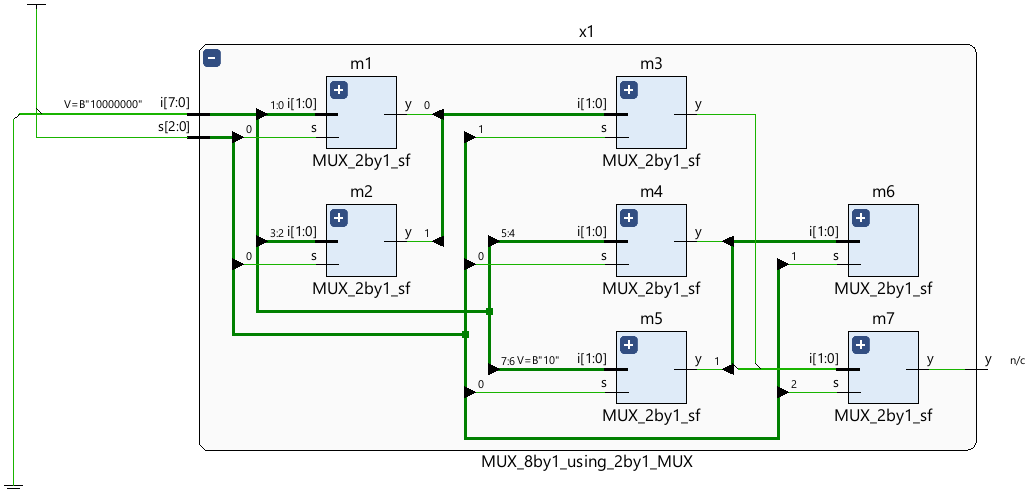 x1
m1
m3
V=B"10000000"
i[7:0]
1:0 i[1:0]
y
0
i[1:0]
y
s[2:0]
0
s
1
s
MUX_2by1_sf
MUX_2by1_sf
m2
m4
m6
3:2 i[1:0]
y
1
5:4
i[1:0]
y
i[1:0]
0
s
0
s
1
s
MUX_2by1_sf
MUX_2by1_sf
MUX_2by1_sf
m5
m7
7:6 V=B"10"
i[1:0]
y
1
i[1:0]
y
y
n/c
0
s
2
s
MUX_2by1_sf
MUX_2by1_sf
MUX_8by1_using_2by1_MUX